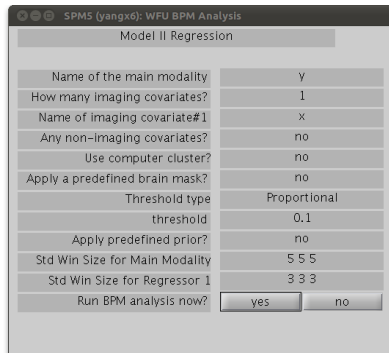 SPM5 (yangx6): WFU BPM Analysis
Model II Regression
Name of the main modality y
How many imaging covariates? 1
Name of imaging covariate#1 x
Any non-imaging covariates? no
Use computer cluster? no
Apply a predefined brain mask? no
Threshold type Proportional
threshold 0.1
Apply predefined prior? no
Std Win Size for Main Modality 5 5 5
Std Win Size for Regressor 1 3 3 3
Run BPM analysis now? yes no